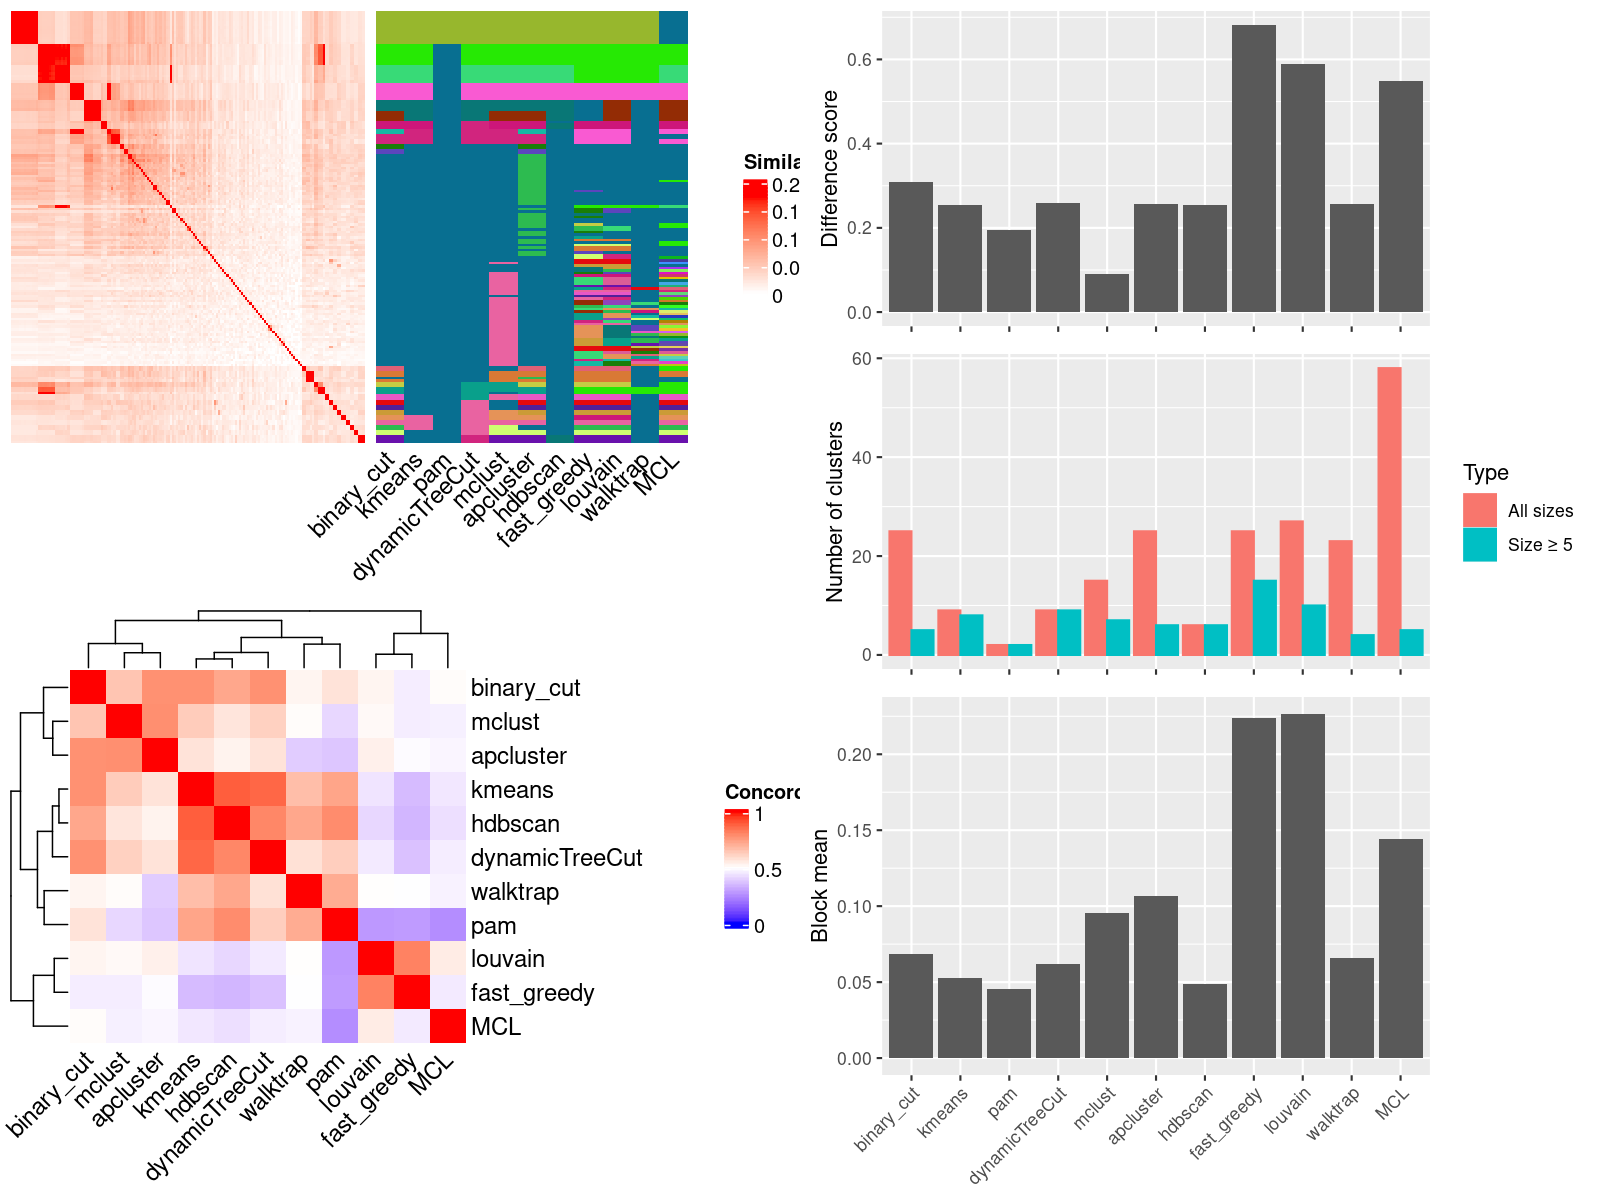 Simila
0.2
0.1
0.1
0.0
0
binary_cut
kmeans
pam
dynamicTreeCut
mclust
apcluster
hdbscan
fast_greedy
louvain
walktrap
MCL
binary_cut
mclust
apcluster
kmeans
hdbscan
dynamicTreeCut
walktrap
pam
louvain
fast_greedy
MCL
binary_cut
mclust
apcluster
kmeans
hdbscan
dynamicTreeCut
walktrap
pam
louvain
fast_greedy
MCL
Concord
1
0.5
0
Difference score
0.6
0.4
0.2
0.0
Number of clusters
60
40
20
0
Type
All sizes
Size ≥ 5
Block mean
0.20
0.15
0.10
0.05
0.00
binary_cut
kmeans
pam
dynamicTreeCut
mclust
apcluster
hdbscan
fast_greedy
louvain
walktrap
MCL